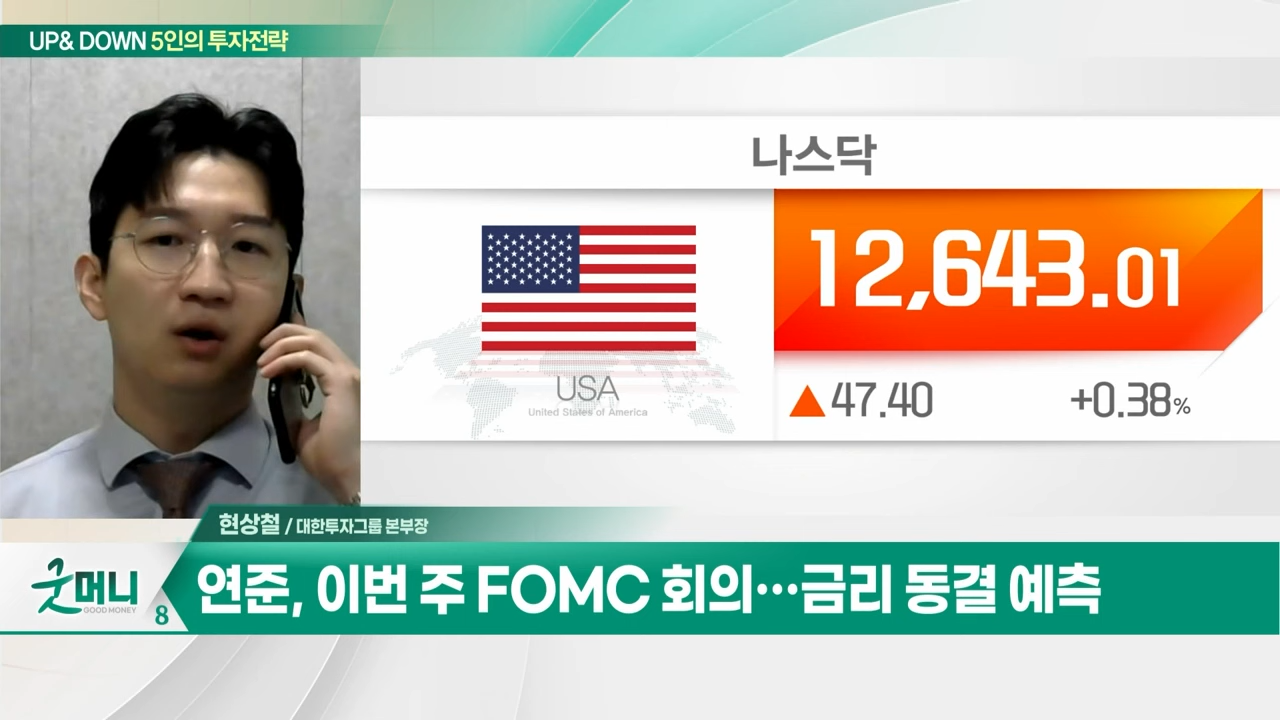 UP& DOWN 5인의 투자전략
나스닥
12,643.01
USA
United States of America
▲47.40 +0.38%
현상철 / 대한투자그룹 본부장
굿머니
GOOD MONEY
8
연준, 이번 주 FOMC 회의…금리 동결 예측